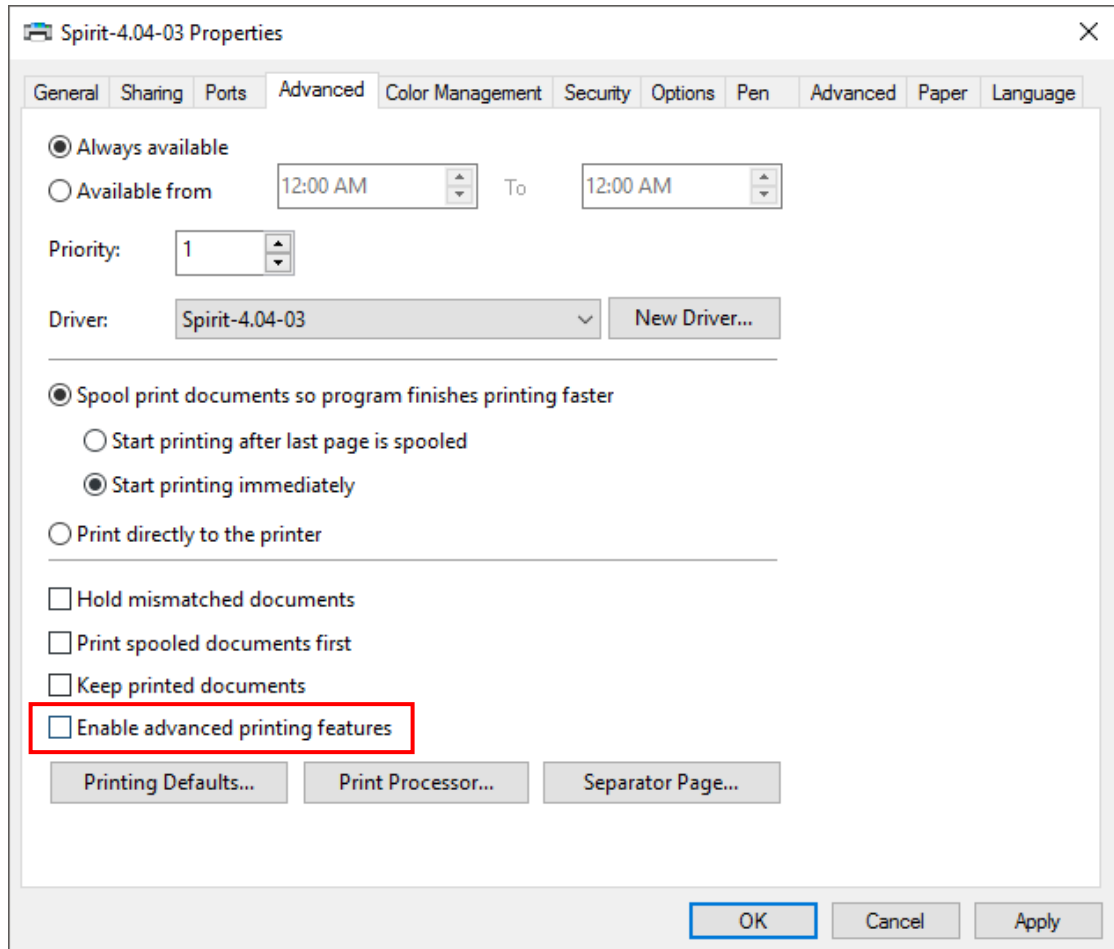 Spirit-4.04-03 Properties
General Sharing Ports Advanced Color Management Security Options Pen Advanced Paper Language
Always available
Available from 12:00 AM To 12:00 AM
Priority: 1
Driver: Spirit-4.04-03 New Driver...
Spool print documents so program finishes printing faster
Start printing after last page is spooled
Start printing immediately
Print directly to the printer
Hold mismatched documents
Print spooled documents first
Keep printed documents
Enable advanced printing features
Printing Defaults... Print Processor... Separator Page...
OK Cancel Apply